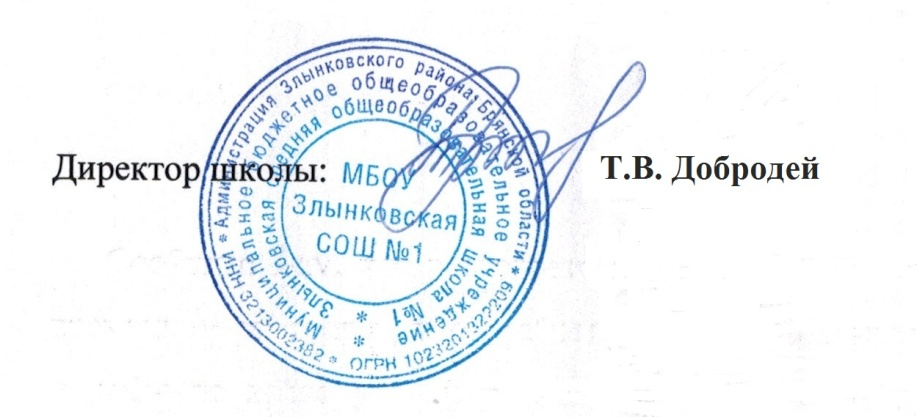 Директор школы:
Т.В. Добродей
* Администрация Злынковского района Брянской области *
ИНН 3213002362 * ОГРН 1023201322209
Муниципальное бюджетное общеобразовательное учреждение *
Злынковская средняя общеобразовательная школа №1 *
МБОУ
Злынковская
СОШ №1